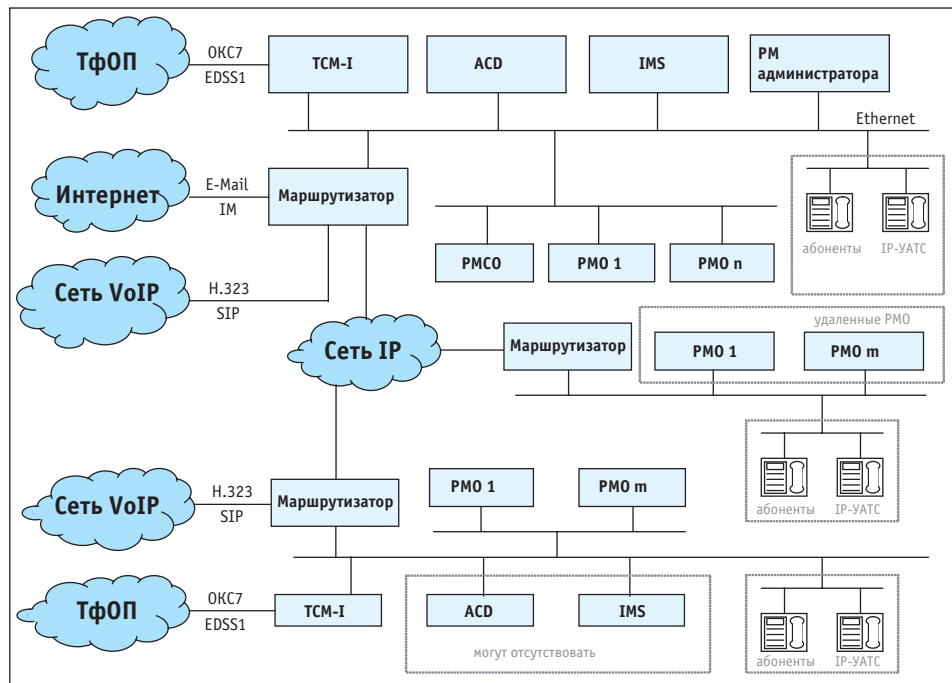 ТфОП
ОКС7
EDSS1
TCM-I
ACD
IMS
РМ
администратора
Ethernet
Интернет
E-Mail
IM
Маршрутизатор
абоненты
IP-УАТС
РМСО
РМО 1
РМО n
Сеть VoIP
H.323
SIP
удаленные РМО
Сеть IP
Маршрутизатор
РМО 1
РМО m
абоненты
IP-УАТС
Сеть VoIP
H.323
SIP
Маршрутизатор
РМО 1
РМО m
ТфОП
ОКС7
EDSS1
TCM-I
ACD
IMS
могут отсутствовать
абоненты
IP-УАТС